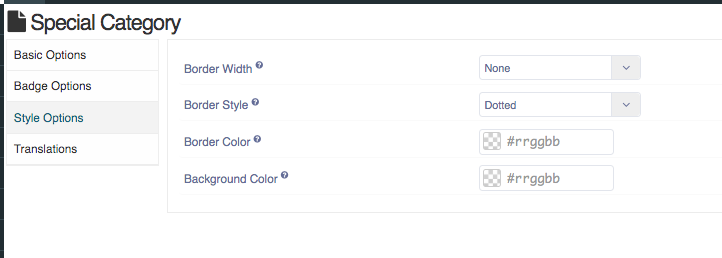 Special Category
Basic Options
Badge Options
Style Options
Translations
Border Width ?
None
Border Style ?
Dotted
Border Color ?
#rrggbb
Background Color ?
#rrggbb